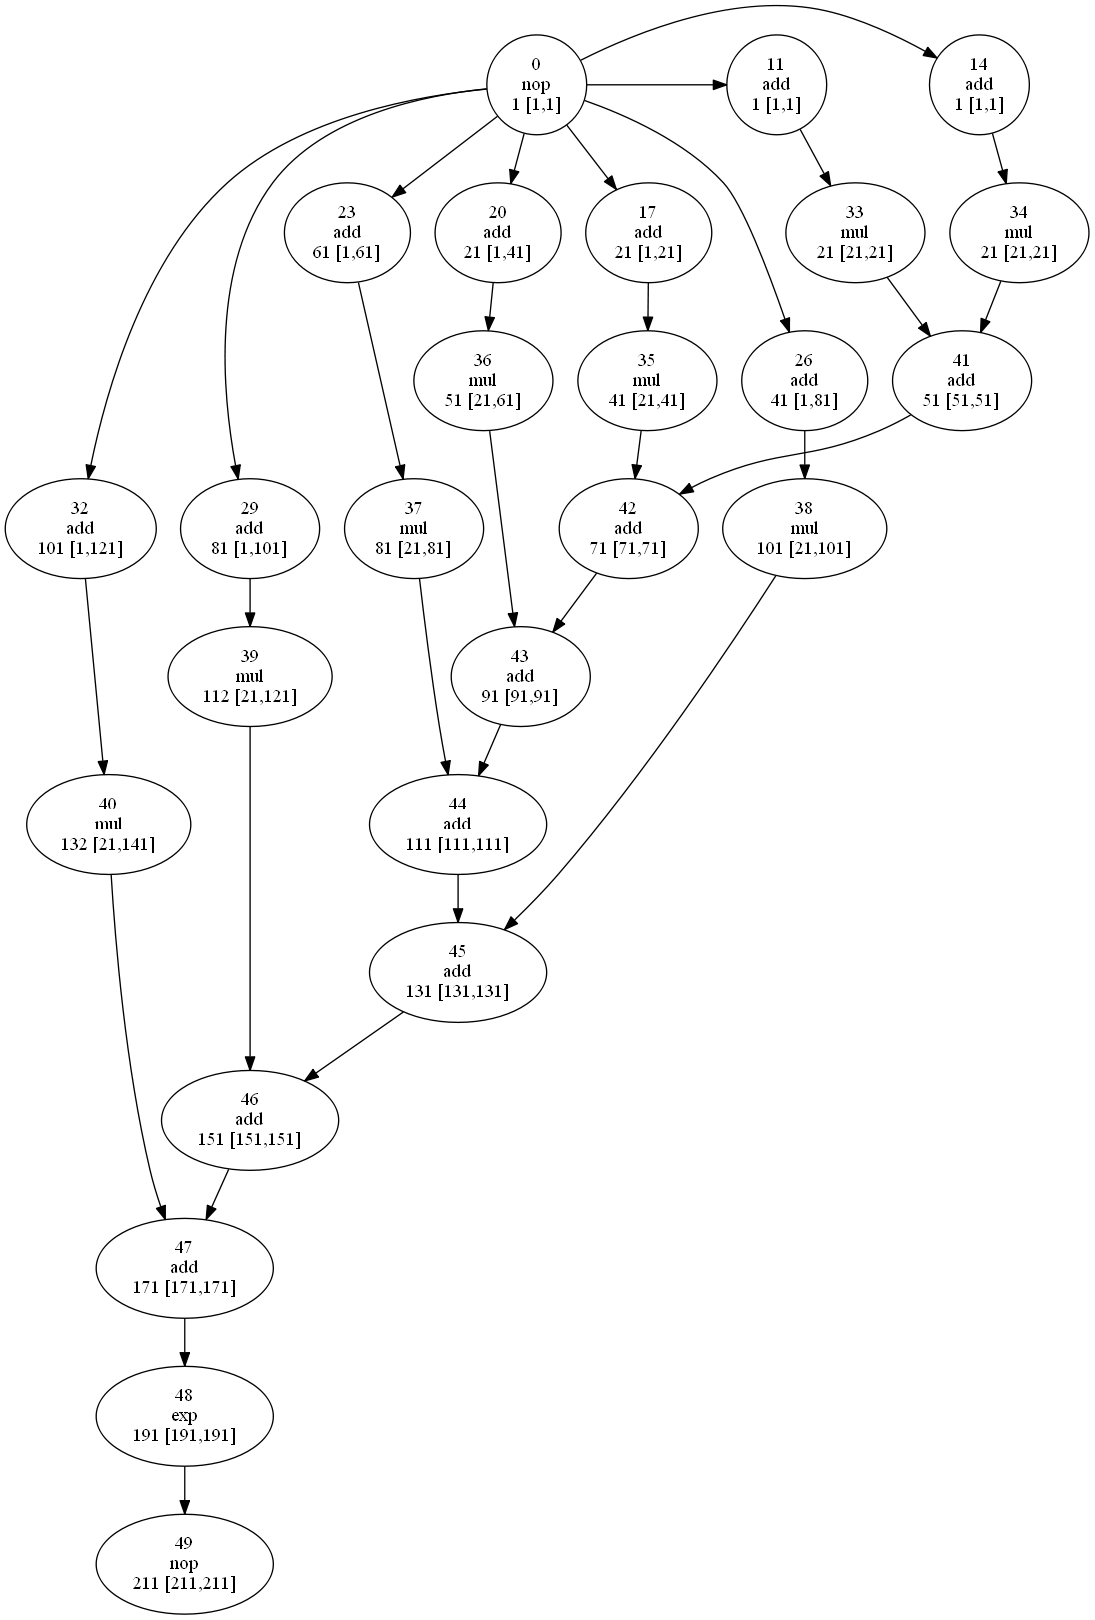 0
nop
1 [1,1]
11
add
1 [1,1]
14
add
1 [1,1]
23
add
61 [1,61]
20
add
21 [1,41]
17
add
21 [1,21]
33
mul
21 [21,21]
34
mul
21 [21,21]
36
mul
51 [21,61]
35
mul
41 [21,41]
26
add
41 [1,81]
41
add
51 [51,51]
32
add
101 [1,121]
29
add
81 [1,101]
37
mul
81 [21,81]
42
add
71 [71,71]
38
mul
101 [21,101]
39
mul
112 [21,121]
43
add
91 [91,91]
40
mul
132 [21,141]
44
add
111 [111,111]
45
add
131 [131,131]
46
add
151 [151,151]
47
add
171 [171,171]
48
exp
191 [191,191]
49
nop
211 [211,211]